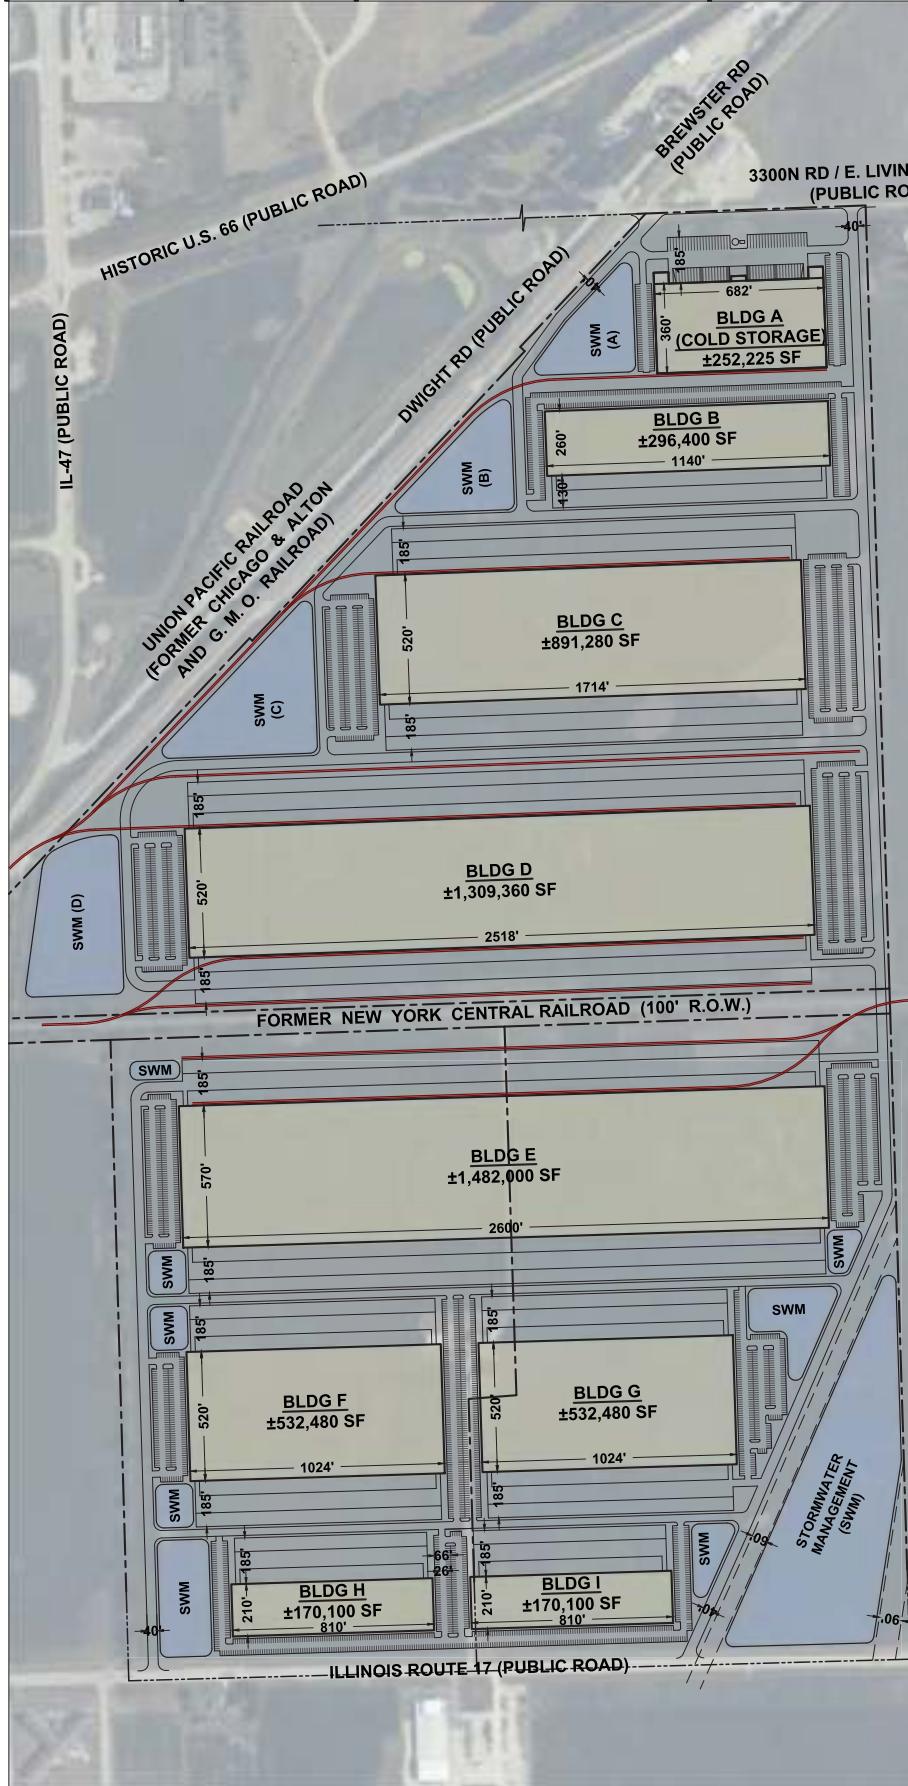 BREWSTER RD
(PUBLIC ROAD)
3300N RD / E. LIVIN
(PUBLIC RO
HISTORIC U.S. 66 (PUBLIC ROAD)
IL-47 (PUBLIC ROAD)
DWIGHT RD (PUBLIC ROAD)
UNION PACIFIC RAILROAD
(FORMER CHICAGO & ALTON
AND G. M. O. RAILROAD)
40'
185'
40'
682'
360'
BLDG A
(COLD STORAGE)
±252,225 SF
SWM
(A)
BLDG B
±296,400 SF
260'
1140'
130'
SWM
(B)
185'
BLDG C
±891,280 SF
520'
1714'
185'
SWM
(C)
185'
BLDG D
±1,309,360 SF
520'
2518'
185'
SWM (D)
FORMER NEW YORK CENTRAL RAILROAD (100' R.O.W.)
SWM
185'
BLDG E
±1,482,000 SF
570'
2600'
185'
SWM
SWM
SWM
185'
185'
SWM
BLDG F
±532,480 SF
520'
1024'
185'
BLDG G
±532,480 SF
520'
1024'
185'
SWM
STORMWATER
MANAGEMENT
(SWM)
SWM
60'
185'
66'
26'
185'
SWM
BLDG H
±170,100 SF
210'
810'
BLDG I
±170,100 SF
210'
810'
40'
40'
90'
ILLINOIS ROUTE 17 (PUBLIC ROAD)